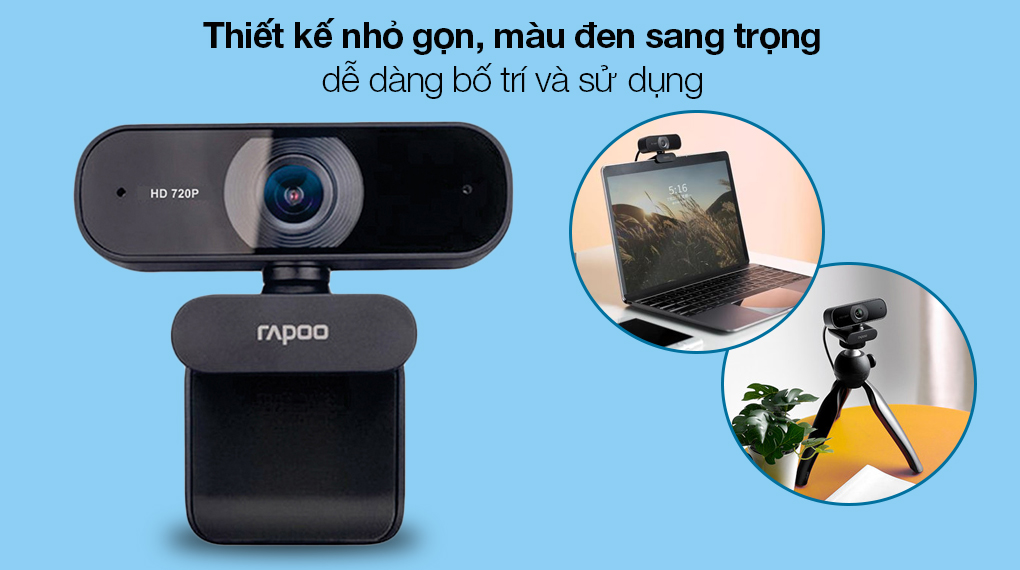 Thiết kế nhỏ gọn, màu đen sang trọng
dễ dàng bố trí và sử dụng
HD 720P
rapoo
5:16